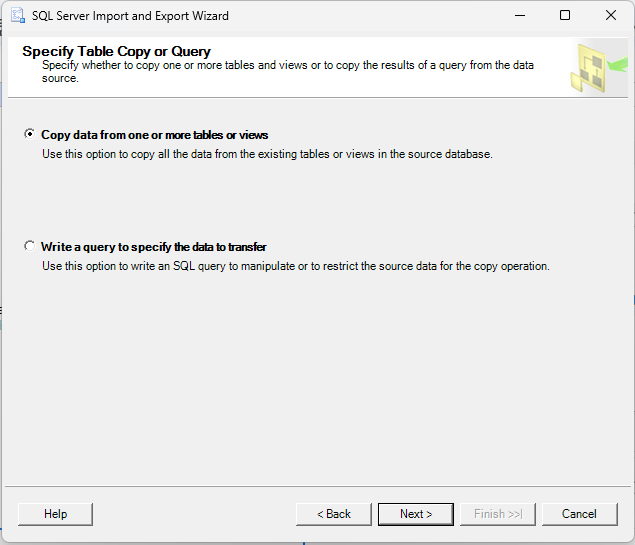 SQL Server Import and Export Wizard
Specify Table Copy or Query
Specify whether to copy one or more tables and views or to copy the results of a query from the data
source.
Copy data from one or more tables or views
Use this option to copy all the data from the existing tables or views in the source database.
Write a query to specify the data to transfer
Use this option to write an SQL query to manipulate or to restrict the source data for the copy operation.
Help
< Back
Next >
Finish >>|
Cancel